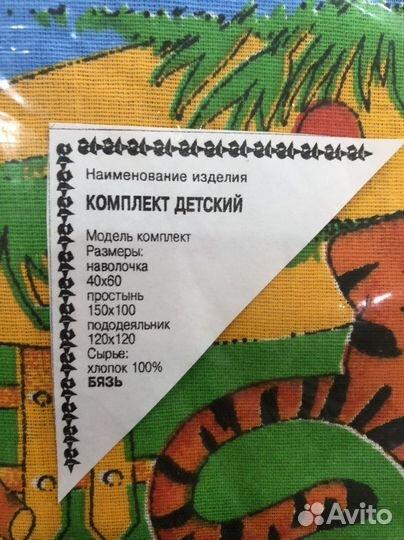 Наименование изделия
КОМПЛЕКТ ДЕТСКИЙ
Модель комплект
Размеры:
наволочка
40х60
простынь
150х100
пододеяльник
120х120
Сырье:
хлопок 100%
БЯЗЬ
Avito